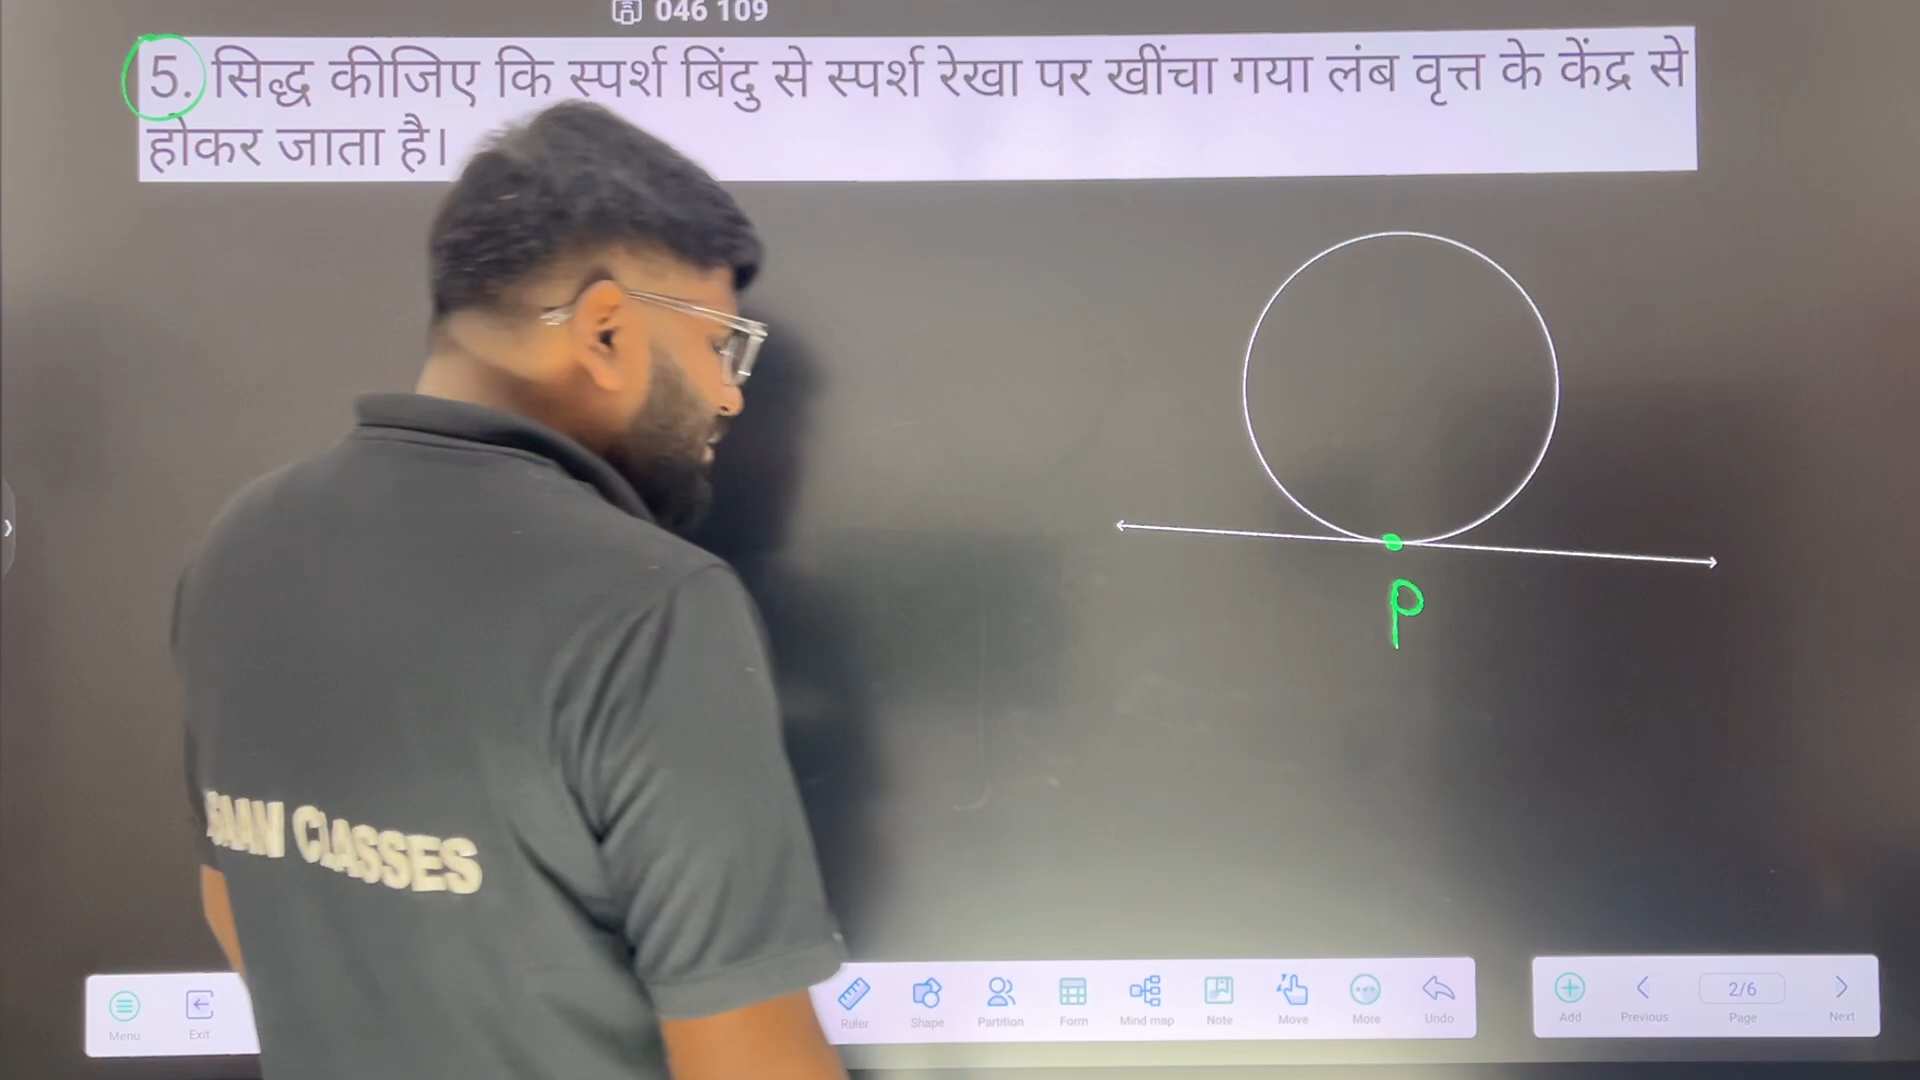 046 109
5. सिद्ध कीजिए कि स्पर्श बिंदु से स्पर्श रेखा पर खींचा गया लंब वृत्त के केंद्र से
होकर जाता है।
P
CLASSES
Menu
Exit
Ruler
Shape
Partition
Form
Mind map
Note
Move
More
Undo
Add
Previous
2/6
Page
Next